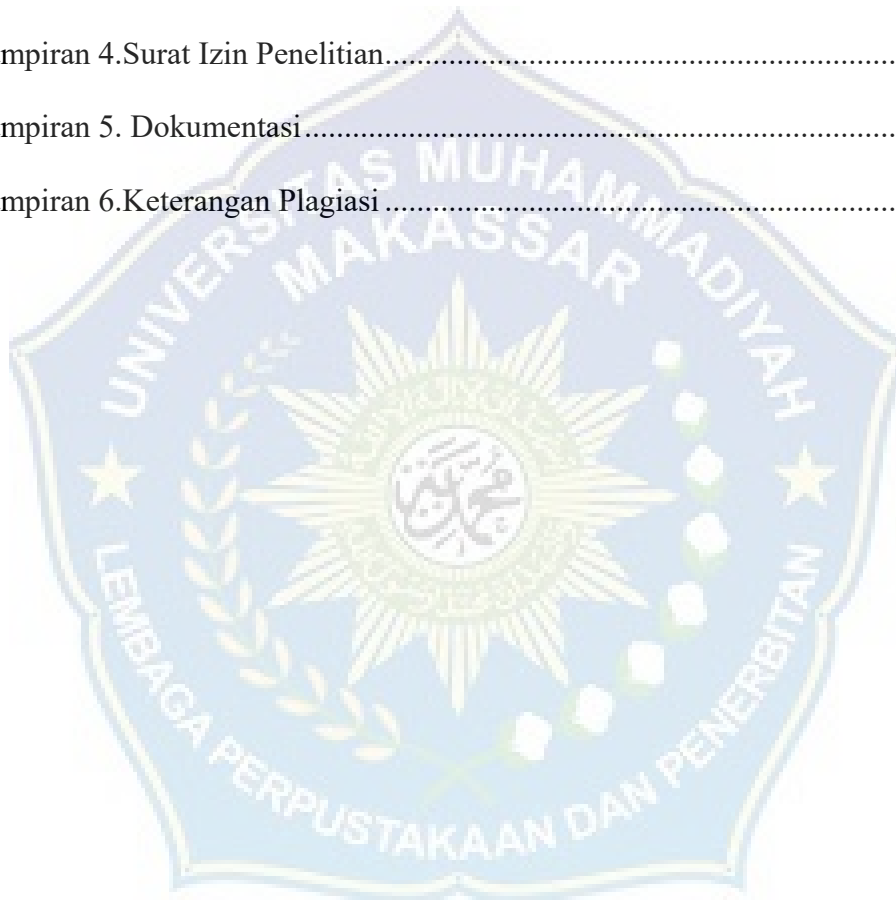 mpiran 4.Surat Izin Penelitian
mpiran 5. Dokumentasi
mpiran 6.Keterangan Plagiasi
UNIVERSITAS MUHAMMADIYAH
MAKASSAR
LEMBAGA PERPUSTAKAAN DAN PENERBITAN